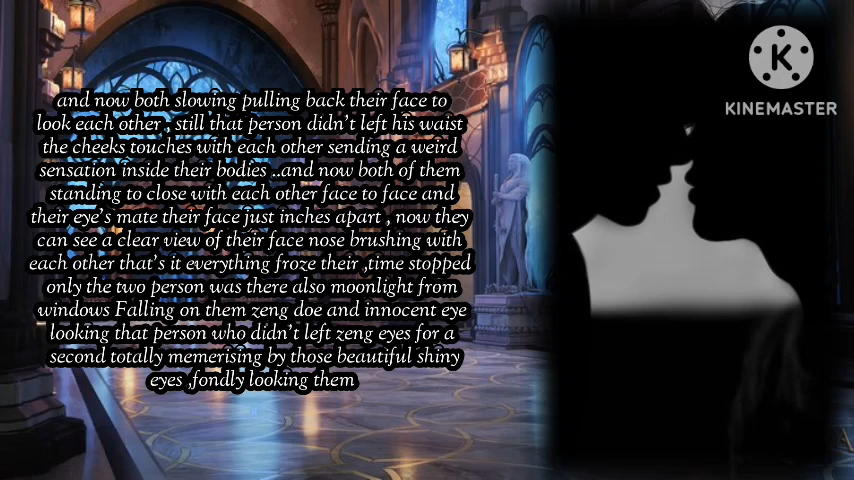 and now both slowing pulling back their face to
look each other , still that person didn't left his waist
the cheeks touches with each other sending a weird
sensation inside their bodies ..and now both of them
standing to close with each other face to face and
their eye's mate their face just inches apart , now they
can see a clear view of their face nose brushing with
each other that's it everything froze their ,time stopped
only the two person was there also moonlight from
windows Falling on them zeng doe and innocent eye
looking that person who didn't left zeng eyes for a
second totally memerising by those beautiful shiny
eyes ,fondly looking them
KINEMASTER